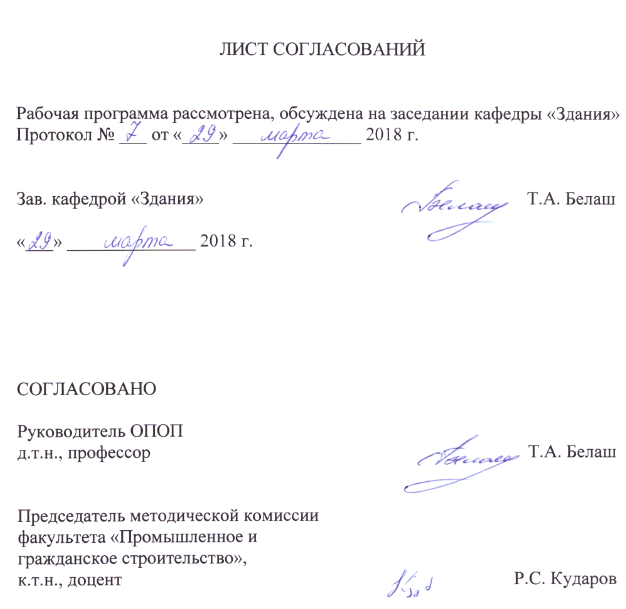 ЛИСТ СОГЛАСОВАНИЙ
Рабочая программа рассмотрена, обсуждена на заседании кафедры «Здания»
Протокол № 7 от «29» марта 2018 г.
Зав. кафедрой «Здания» Т.А. Белаш
«29» марта 2018 г.
СОГЛАСОВАНО
Руководитель ОПОП
д.т.н., профессор Т.А. Белаш
Председатель методической комиссии
факультета «Промышленное и
гражданское строительство»,
к.т.н., доцент Р.С. Кударов